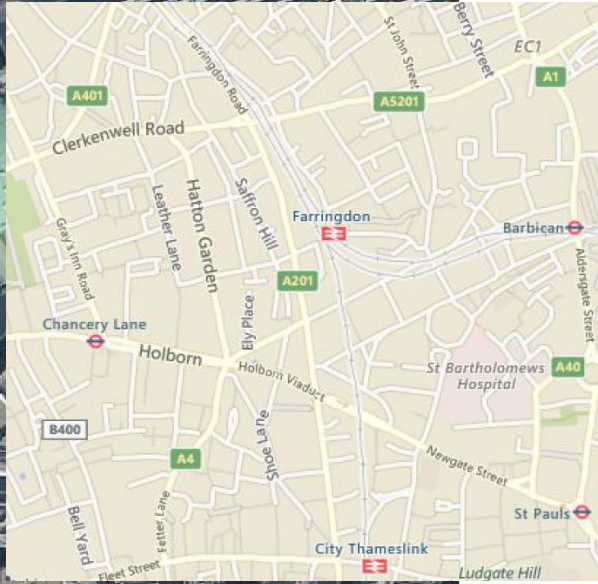 Berry Street
St John Street
EC1
Farringdon Road
A1
A401
A5201
Clerkenwell Road
Leather Lane
Hatton Garden
Saffron Hill
Farringdon
Barbican
Gray's Inn Road
A201
Aldersgate Street
Ely Place
Chancery Lane
Holborn
Holborn Viaduct
St Bartholomews
Hospital
A40
B400
Shoe Lane
A4
Newgate Street
Bell Yard
Fetter Lane
St Pauls
City Thameslink
Fleet Street
Ludgate Hill